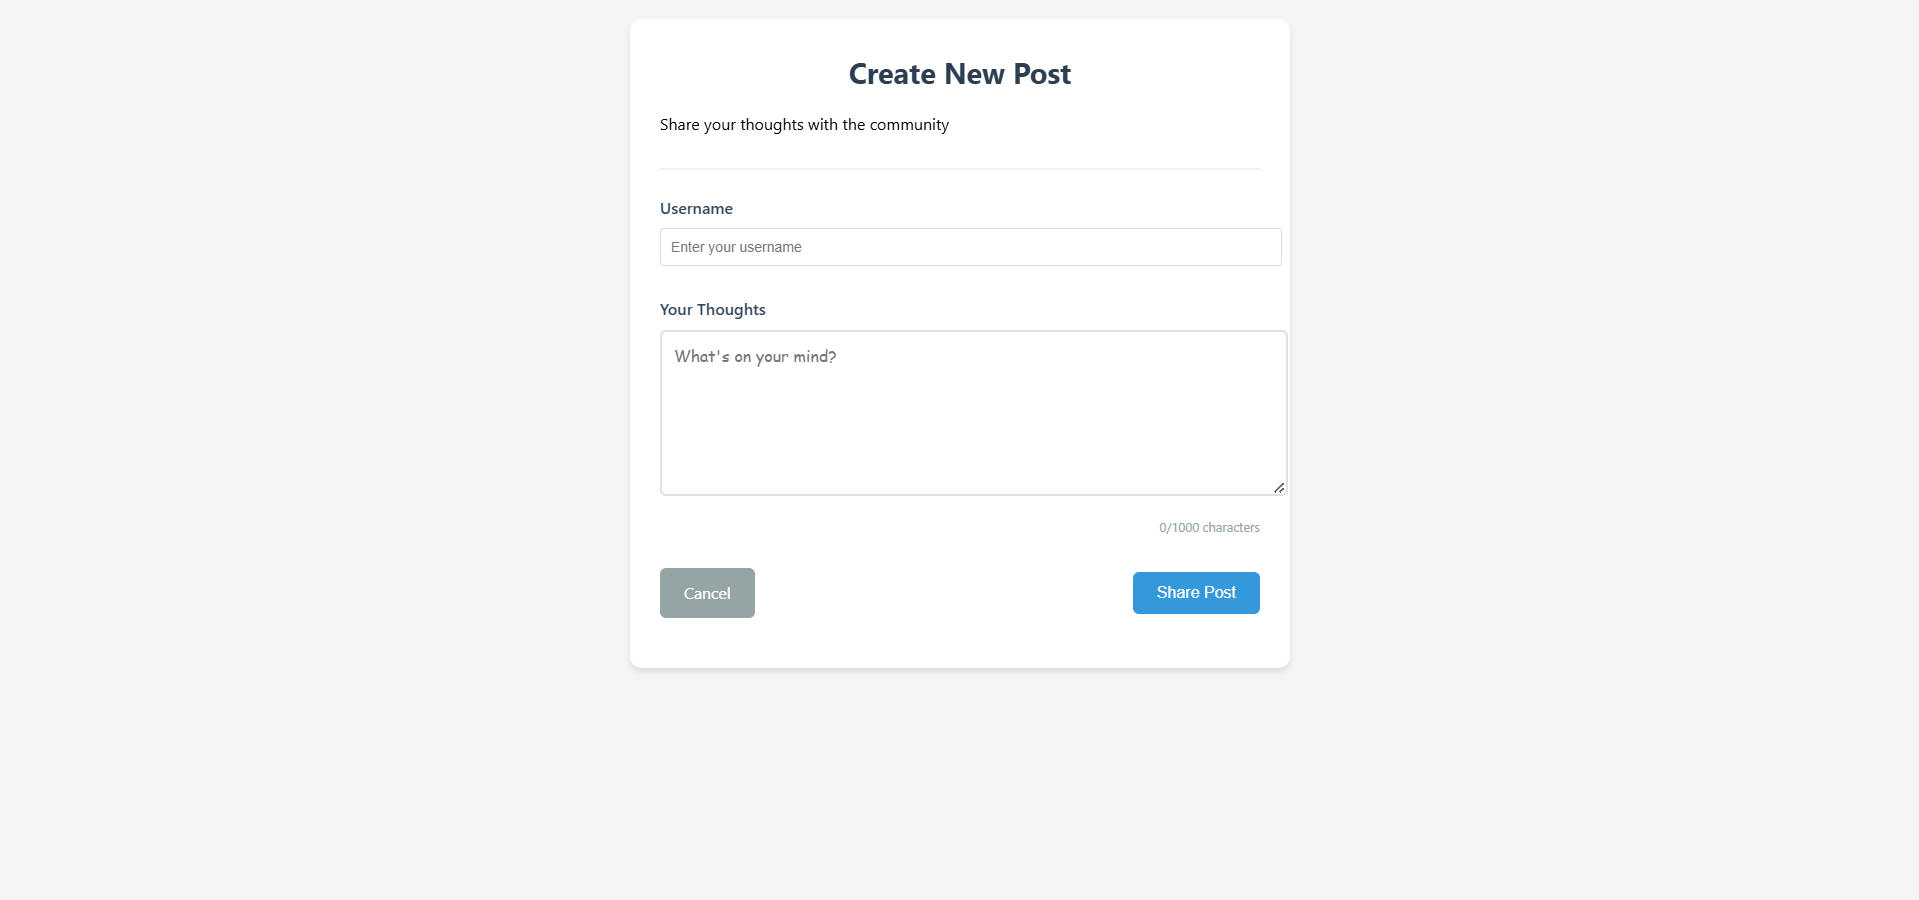 Create New Post
Share your thoughts with the community
Username
Enter your username
Your Thoughts
What's on your mind?
0/1000 characters
Cancel
Share Post